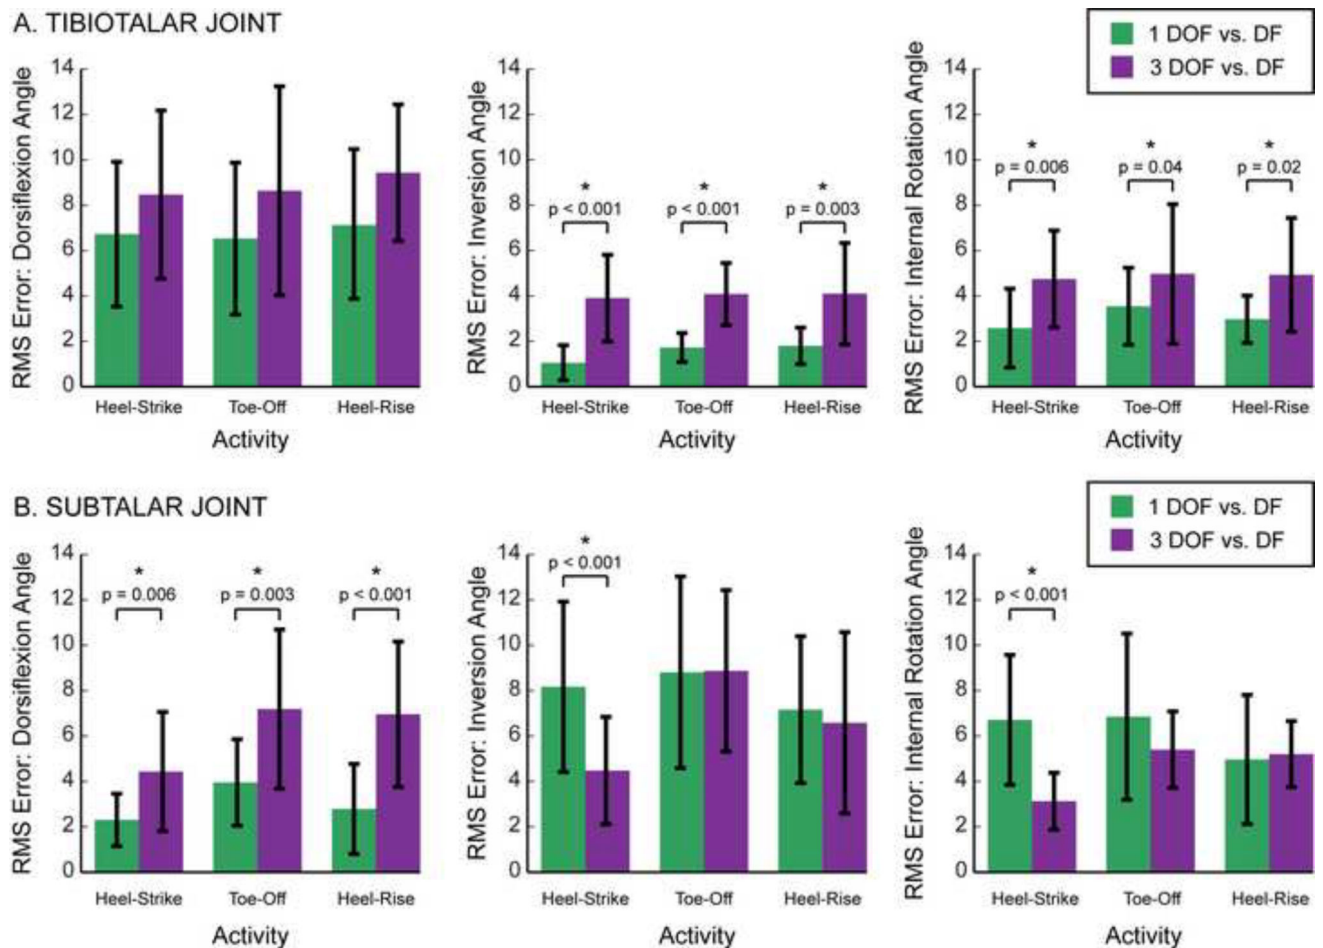 A. TIBIOTALAR JOINT
1 DOF vs. DF
3 DOF vs. DF
RMS Error: Dorsiflexion Angle
14
12
10
8
6
4
2
0
Heel-Strike Toe-Off Heel-Rise
Activity
RMS Error: Inversion Angle
14
12
10
8
6
4
2
0
* * *
p < 0.001 p <0.001 p = 0.003
Heel-Strike Toe-Off Heel-Rise
Activity
RMS Error: Internal Rotation Angle
14
12
10
8
6
4
2
0
* * *
p = 0.006 p = 0.04 p = 0.02
Heel-Strike Toe-Off Heel-Rise
Activity
B. SUBTALAR JOINT
1 DOF vs. DF
3 DOF vs. DF
RMS Error: Dorsiflexion Angle
14
12
10
8
6
4
2
0
* * *
p = 0.006 p = 0.003 p < 0.001
Heel-Strike Toe-Off Heel-Rise
Activity
RMS Error: Inversion Angle
14
12
10
8
6
4
2
0
*
p < 0.001
Heel-Strike Toe-Off Heel-Rise
Activity
RMS Error: Internal Rotation Angle
14
12
10
8
6
4
2
0
*
p < 0.001
Heel-Strike Toe-Off Heel-Rise
Activity